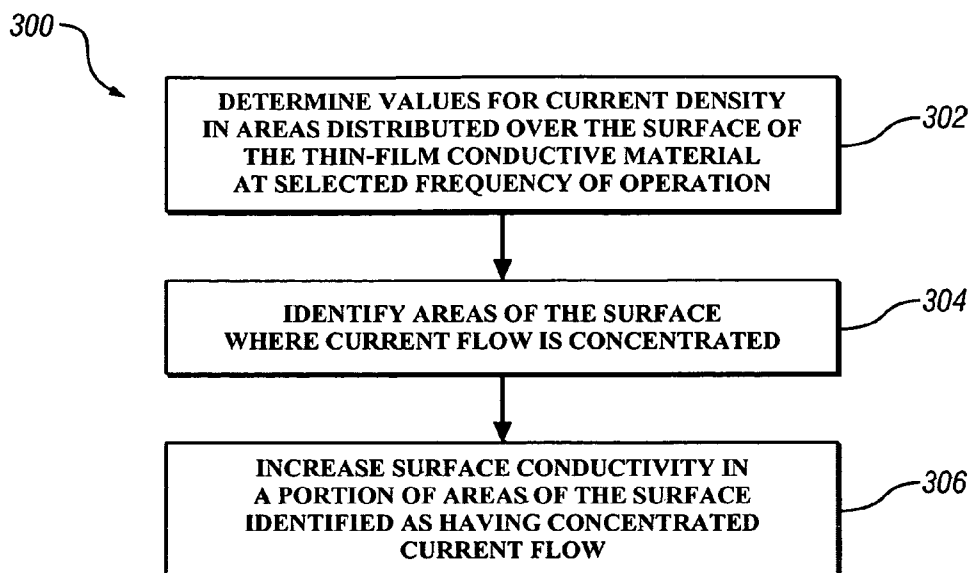 300
DETERMINE VALUES FOR CURRENT DENSITY
IN AREAS DISTRIBUTED OVER THE SURFACE OF
THE THIN-FILM CONDUCTIVE MATERIAL
AT SELECTED FREQUENCY OF OPERATION
302
IDENTIFY AREAS OF THE SURFACE
WHERE CURRENT FLOW IS CONCENTRATED
304
INCREASE SURFACE CONDUCTIVITY IN
A PORTION OF AREAS OF THE SURFACE
IDENTIFIED AS HAVING CONCENTRATED
CURRENT FLOW
306